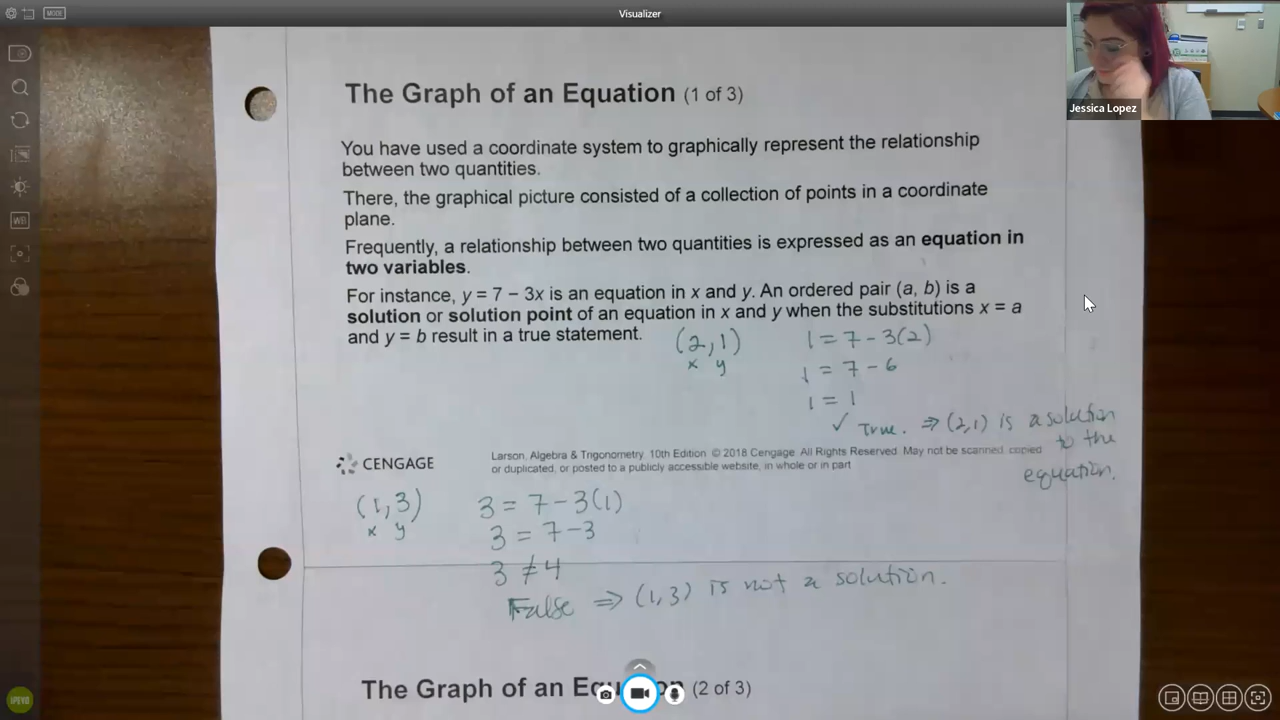 MODE
Visualizer
Jessica Lopez
WB
The Graph of an Equation (1 of 3)
You have used a coordinate system to graphically represent the relationship
between two quantities.
There, the graphical picture consisted of a collection of points in a coordinate
plane.
Frequently, a relationship between two quantities is expressed as an equation in
two variables.
For instance, y = 7 − 3x is an equation in x and y. An ordered pair (a, b) is a
solution or solution point of an equation in x and y when the substitutions x = a
and y = b result in a true statement.
(2,1)
x y
1 = 7 - 3(2)
1 = 7 - 6
1 = 1
✓ True. ⇒ (2,1) is a solution
to the
equation.
CENGAGE
Larson, Algebra & Trigonometry, 10th Edition. © 2018 Cengage. All Rights Reserved. May not be scanned, copied
or duplicated, or posted to a publicly accessible website, in whole or in part
(1,3)
x y
3 = 7 - 3(1)
3 = 7 - 3
3 ≠ 4
False ⇒ (1,3) is not a solution.
The Graph of an Equation (2 of 3)
IPEVO